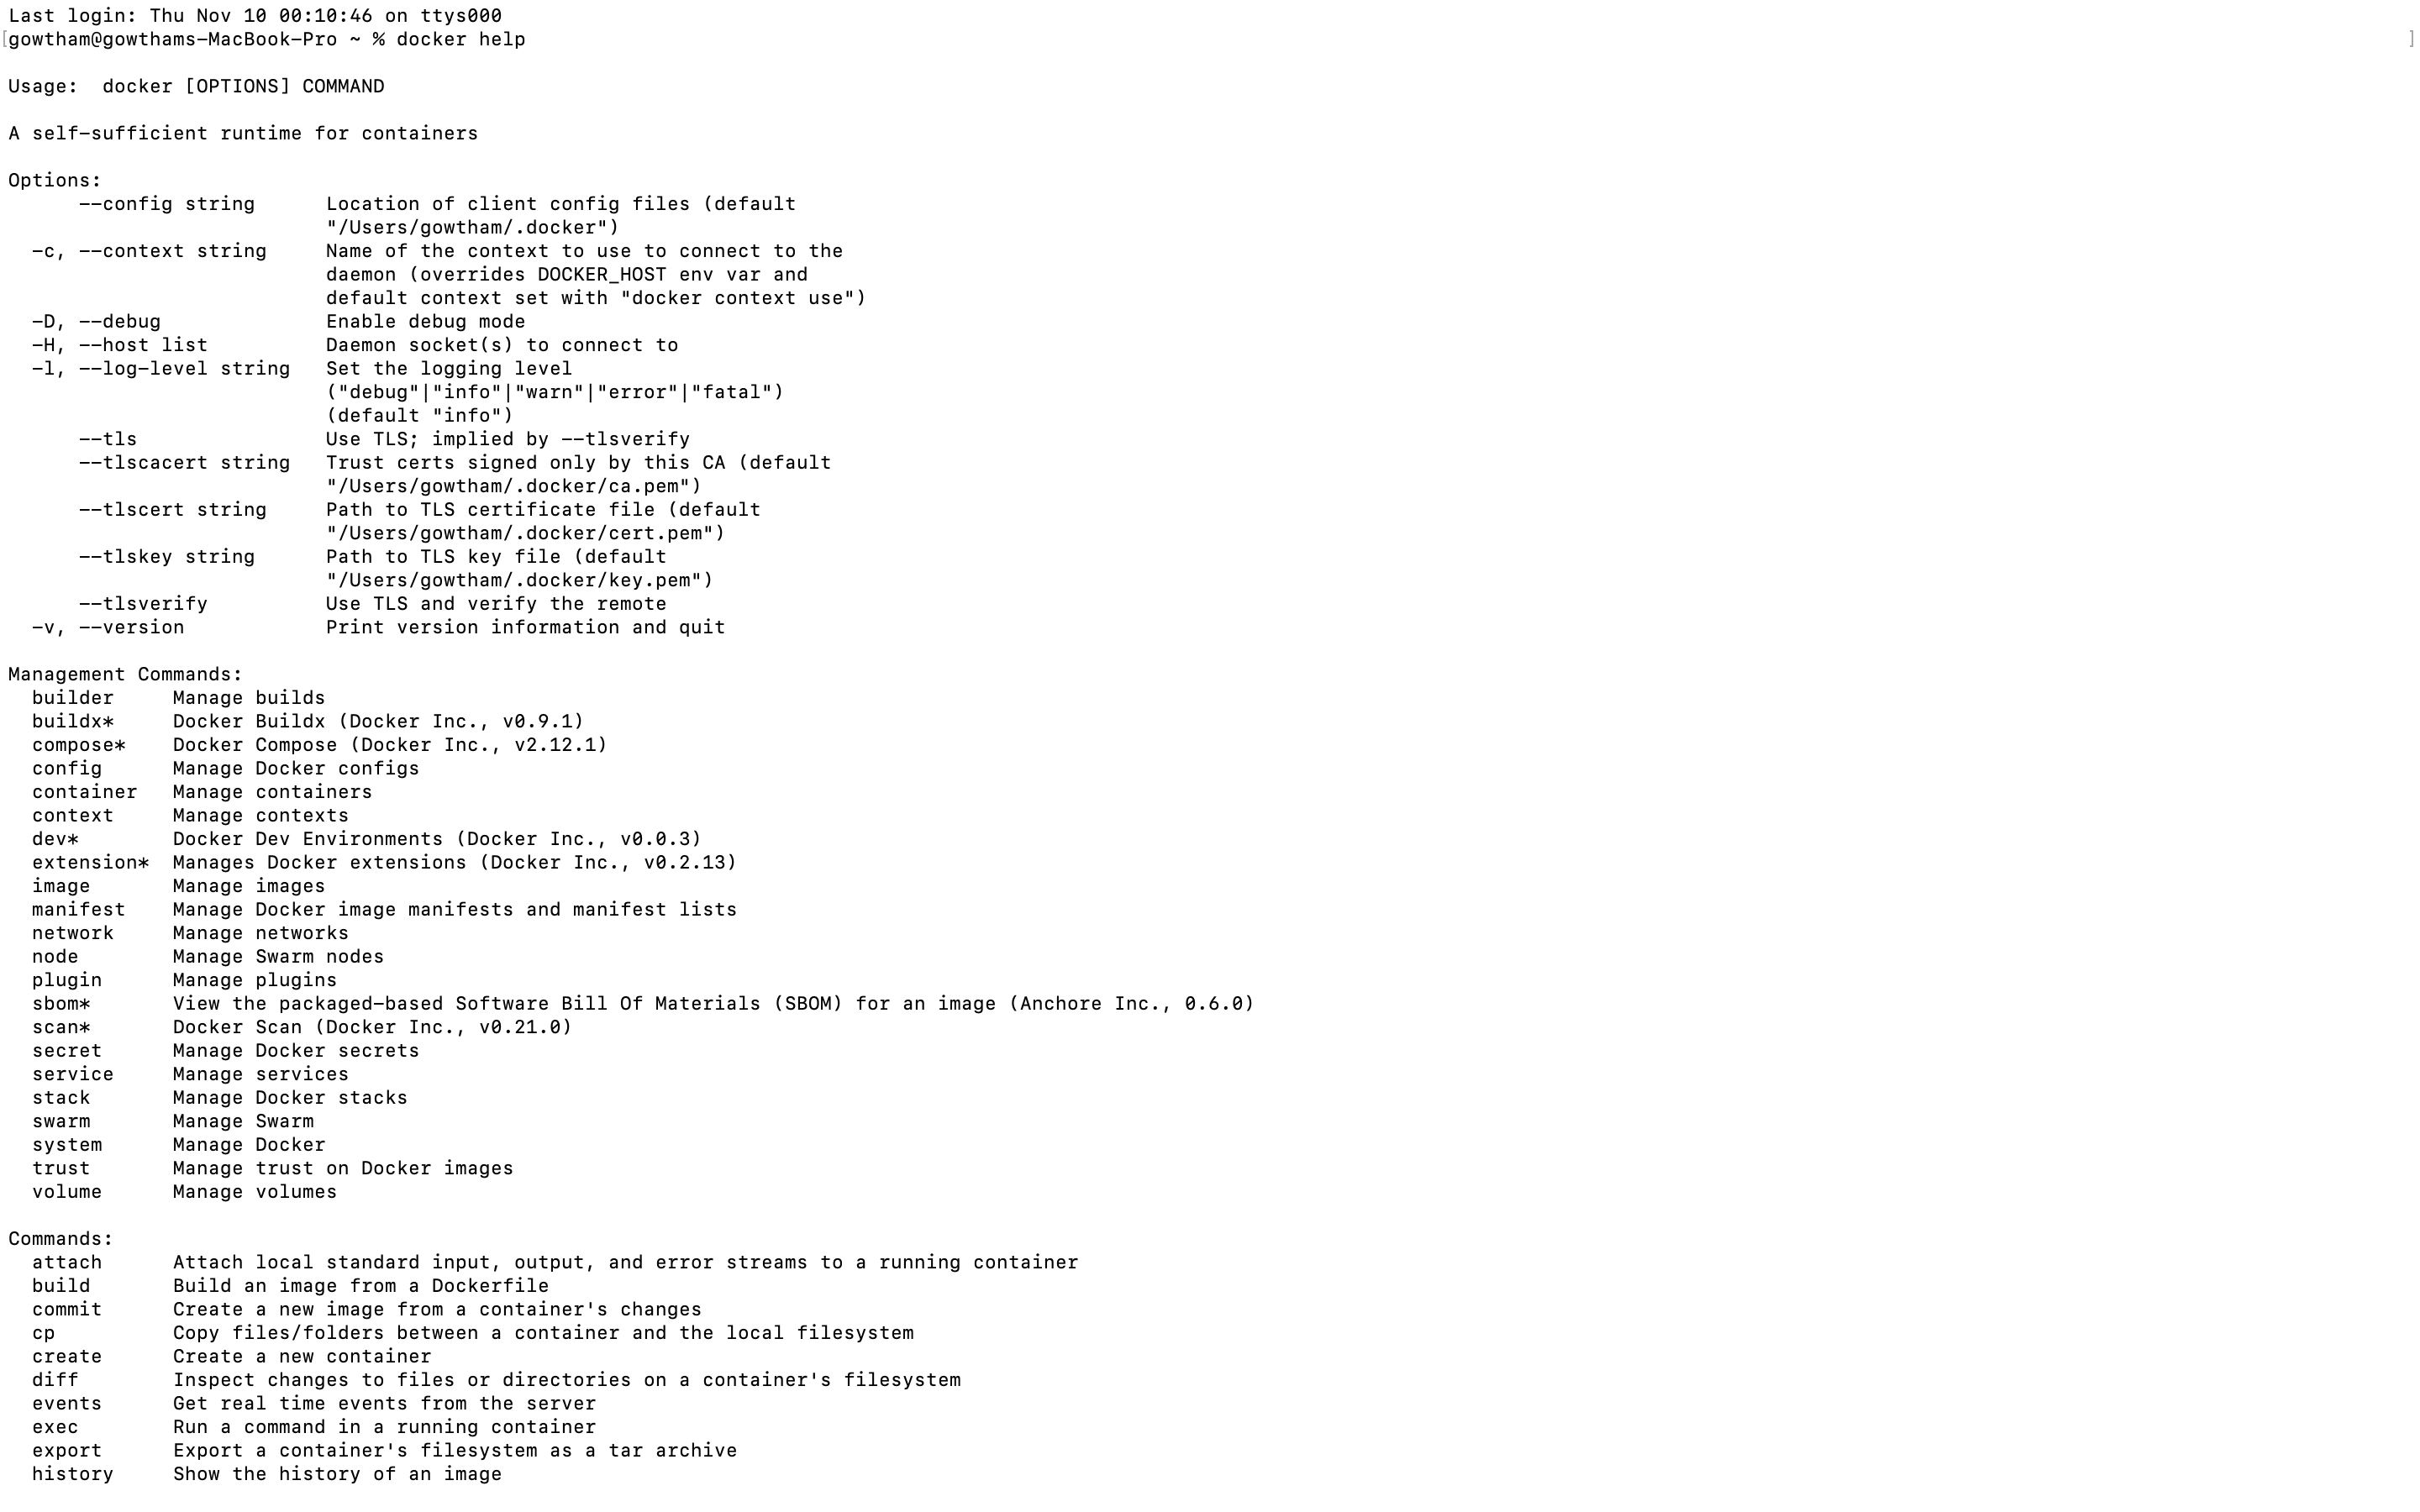 Last login: Thu Nov 10 00:10:46 on ttys000
[gowtham@gowthams-MacBook-Pro ~ % docker help ]

Usage:  docker [OPTIONS] COMMAND

A self-sufficient runtime for containers

Options:
      --config string      Location of client config files (default
                           "/Users/gowtham/.docker")
  -c, --context string     Name of the context to use to connect to the
                           daemon (overrides DOCKER_HOST env var and
                           default context set with "docker context use")
  -D, --debug              Enable debug mode
  -H, --host list          Daemon socket(s) to connect to
  -l, --log-level string   Set the logging level
                           ("debug"|"info"|"warn"|"error"|"fatal")
                           (default "info")
      --tls                Use TLS; implied by --tlsverify
      --tlscacert string   Trust certs signed only by this CA (default
                           "/Users/gowtham/.docker/ca.pem")
      --tlscert string     Path to TLS certificate file (default
                           "/Users/gowtham/.docker/cert.pem")
      --tlskey string      Path to TLS key file (default
                           "/Users/gowtham/.docker/key.pem")
      --tlsverify          Use TLS and verify the remote
  -v, --version            Print version information and quit

Management Commands:
  builder     Manage builds
  buildx*     Docker Buildx (Docker Inc., v0.9.1)
  compose*    Docker Compose (Docker Inc., v2.12.1)
  config      Manage Docker configs
  container   Manage containers
  context     Manage contexts
  dev*        Docker Dev Environments (Docker Inc., v0.0.3)
  extension*  Manages Docker extensions (Docker Inc., v0.2.13)
  image       Manage images
  manifest    Manage Docker image manifests and manifest lists
  network     Manage networks
  node        Manage Swarm nodes
  plugin      Manage plugins
  sbom*       View the packaged-based Software Bill Of Materials (SBOM) for an image (Anchore Inc., 0.6.0)
  scan*       Docker Scan (Docker Inc., v0.21.0)
  secret      Manage Docker secrets
  service     Manage services
  stack       Manage Docker stacks
  swarm       Manage Swarm
  system      Manage Docker
  trust       Manage trust on Docker images
  volume      Manage volumes

Commands:
  attach      Attach local standard input, output, and error streams to a running container
  build       Build an image from a Dockerfile
  commit      Create a new image from a container's changes
  cp          Copy files/folders between a container and the local filesystem
  create      Create a new container
  diff        Inspect changes to files or directories on a container's filesystem
  events      Get real time events from the server
  exec        Run a command in a running container
  export      Export a container's filesystem as a tar archive
  history     Show the history of an image